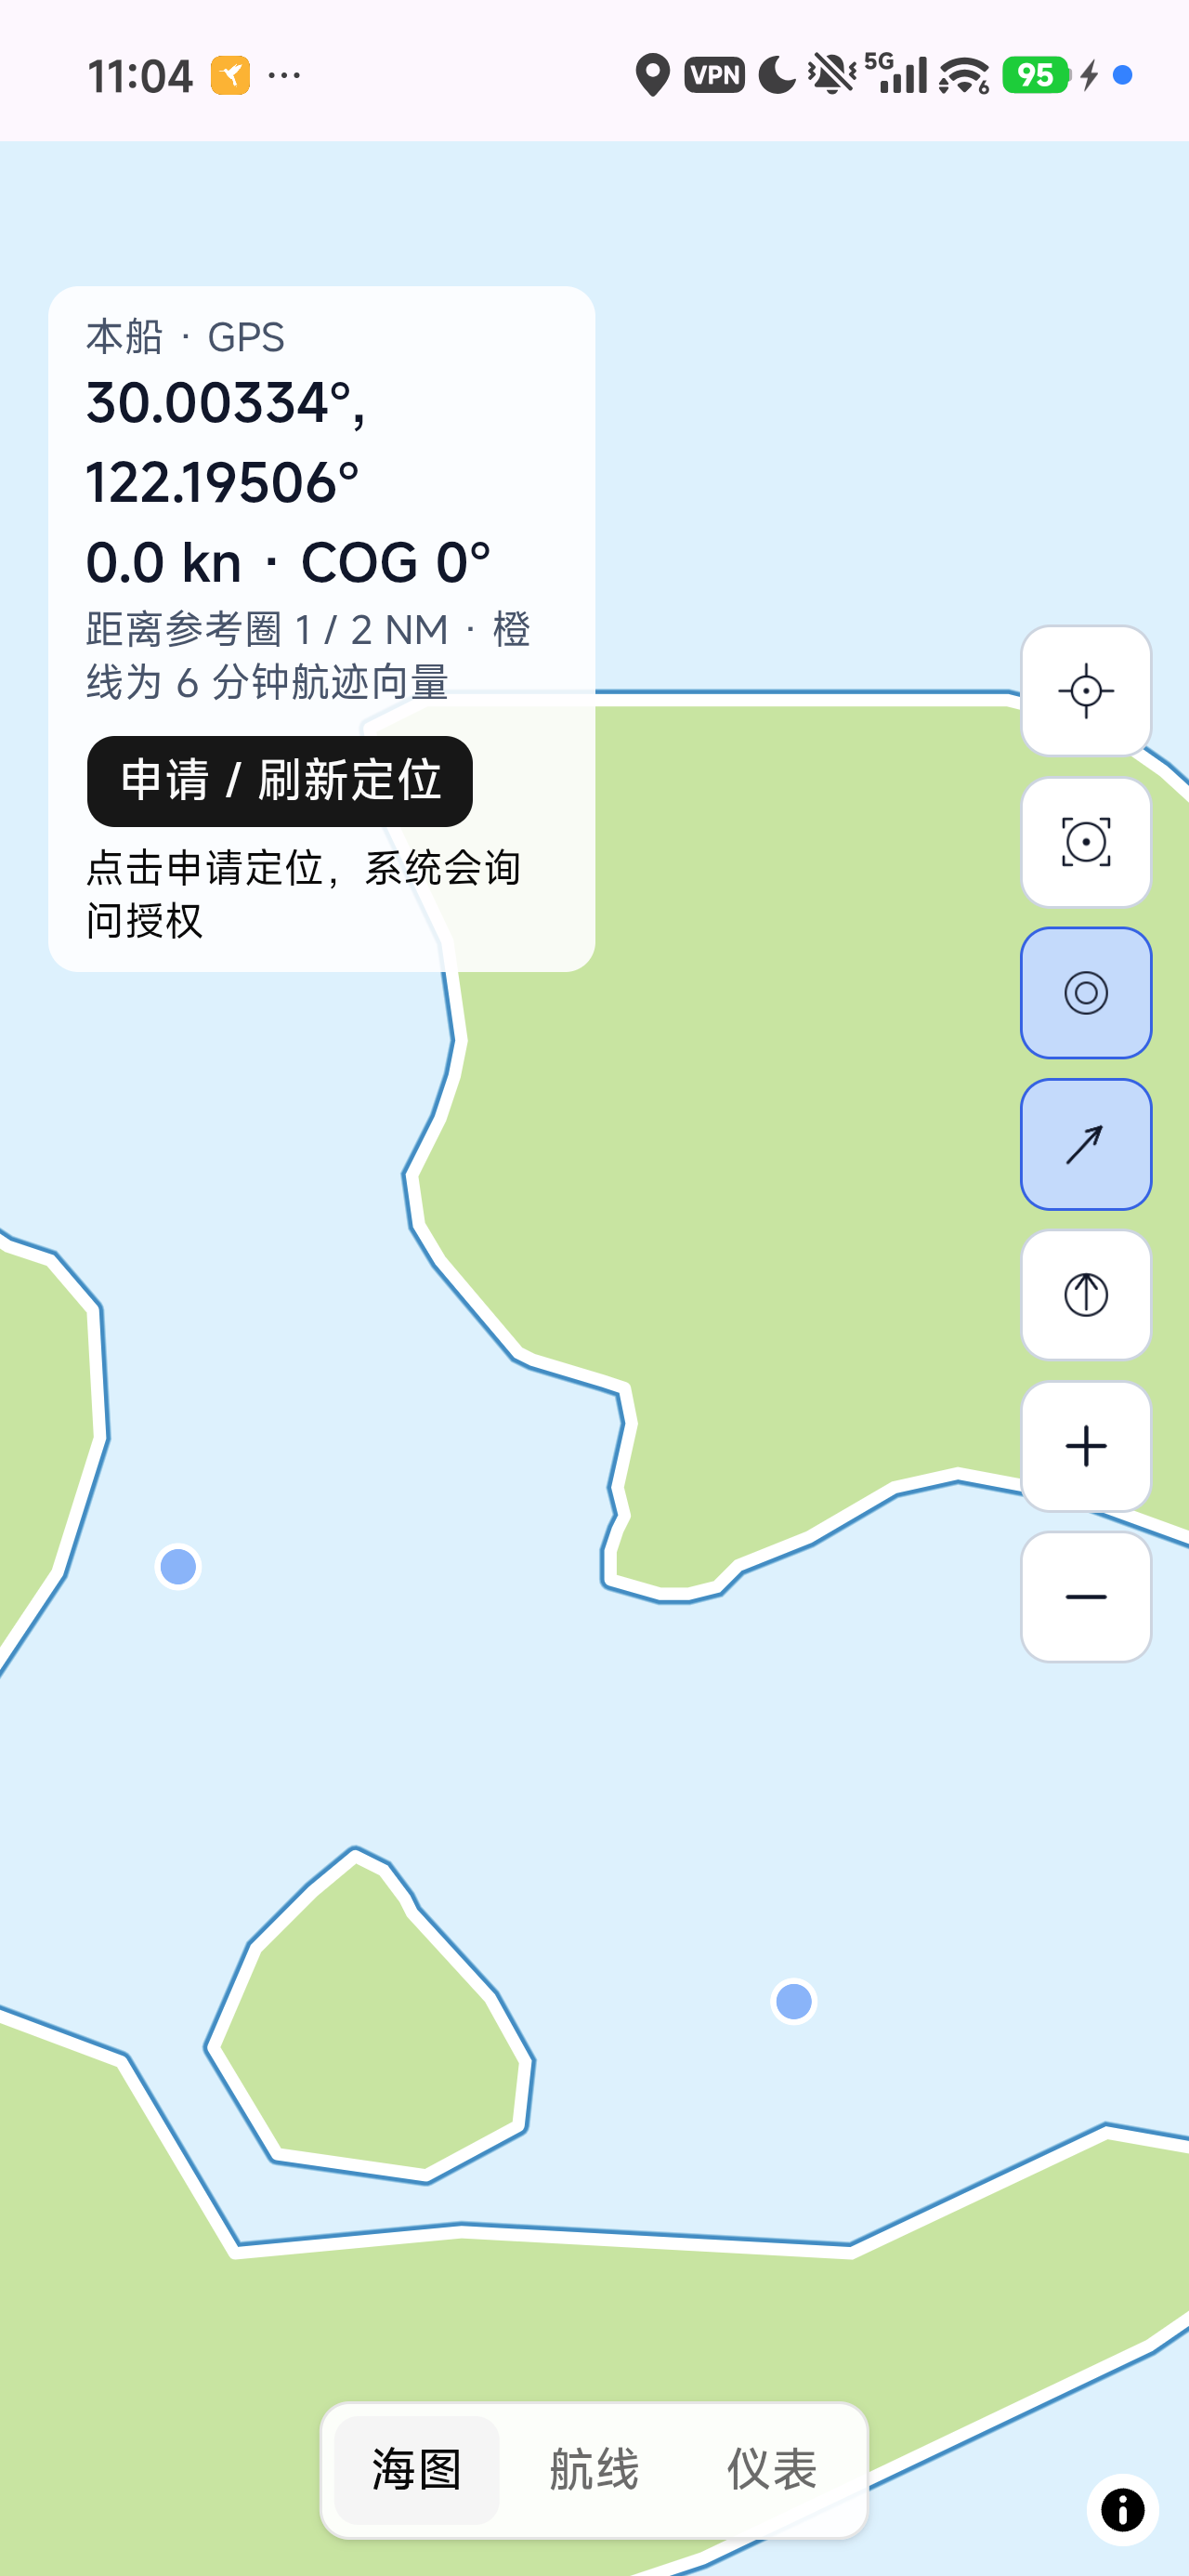 11:04
VPN
5G
6
95
本船 · GPS
30.00334°,
122.19506°
0.0 kn · COG 0°
距离参考圈 1 / 2 NM · 橙
线为 6 分钟航迹向量
申请 / 刷新定位
点击申请定位，系统会询
问授权
海图 航线 仪表